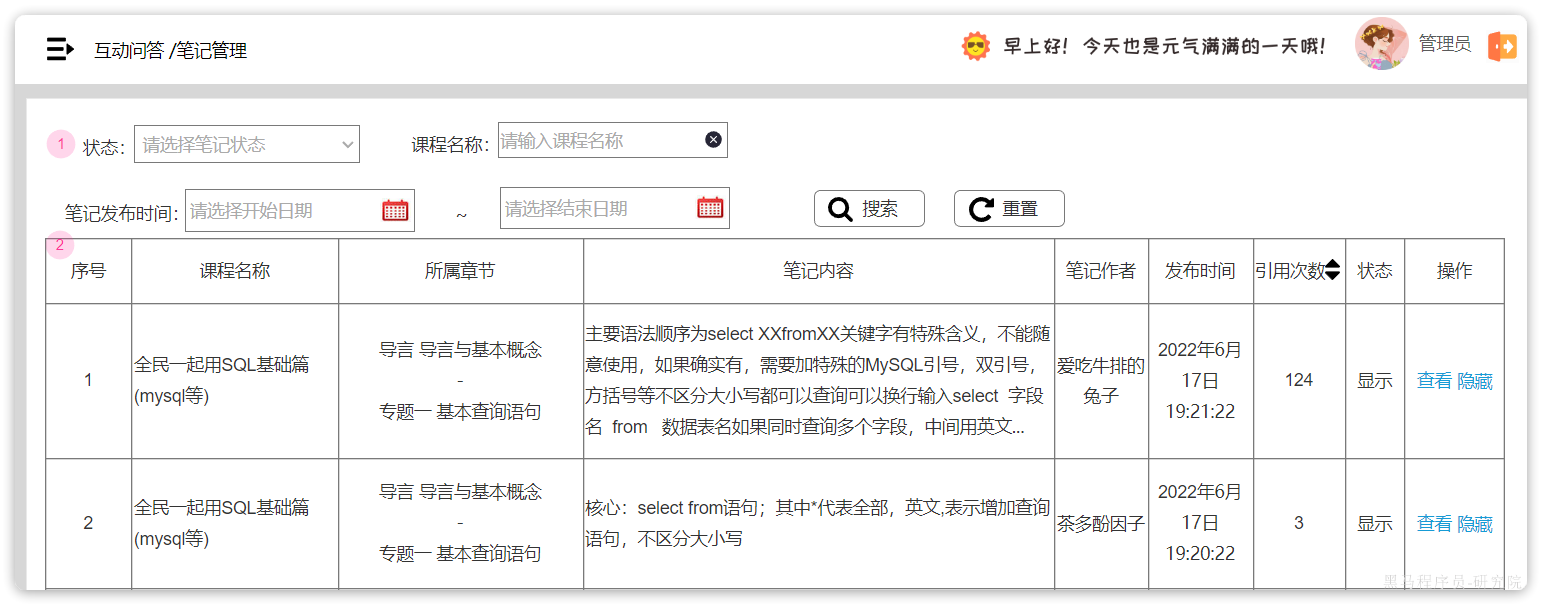 互动问答 /笔记管理
早上好！今天也是元气满满的一天哦！
管理员
1 状态: 请选择笔记状态 课程名称: 请输入课程名称
笔记发布时间: 请选择开始日期 ~ 请选择结束日期 搜索 重置
2
序号 课程名称 所属章节 笔记内容 笔记作者 发布时间 引用次数 状态 操作
1
全民一起用SQL基础篇
(mysql等)
导言 导言与基本概念
-
专题一 基本查询语句
主要语法顺序为select XXfromXX关键字有特殊含义，不能随
意使用，如果确实有，需要加特殊的MySQL引号，双引号，
方括号等不区分大小写都可以查询可以换行输入select 字段
名 from 数据表名如果同时查询多个字段，中间用英文...
爱吃牛排的
兔子
2022年6月
17日
19:21:22
124
显示
查看 隐藏
2
全民一起用SQL基础篇
(mysql等)
导言 导言与基本概念
-
专题一 基本查询语句
核心：select from语句；其中*代表全部，英文,表示增加查询
语句，不区分大小写
茶多酚因子
2022年6月
17日
19:20:22
3
显示
查看 隐藏
黑马程序员-研究院